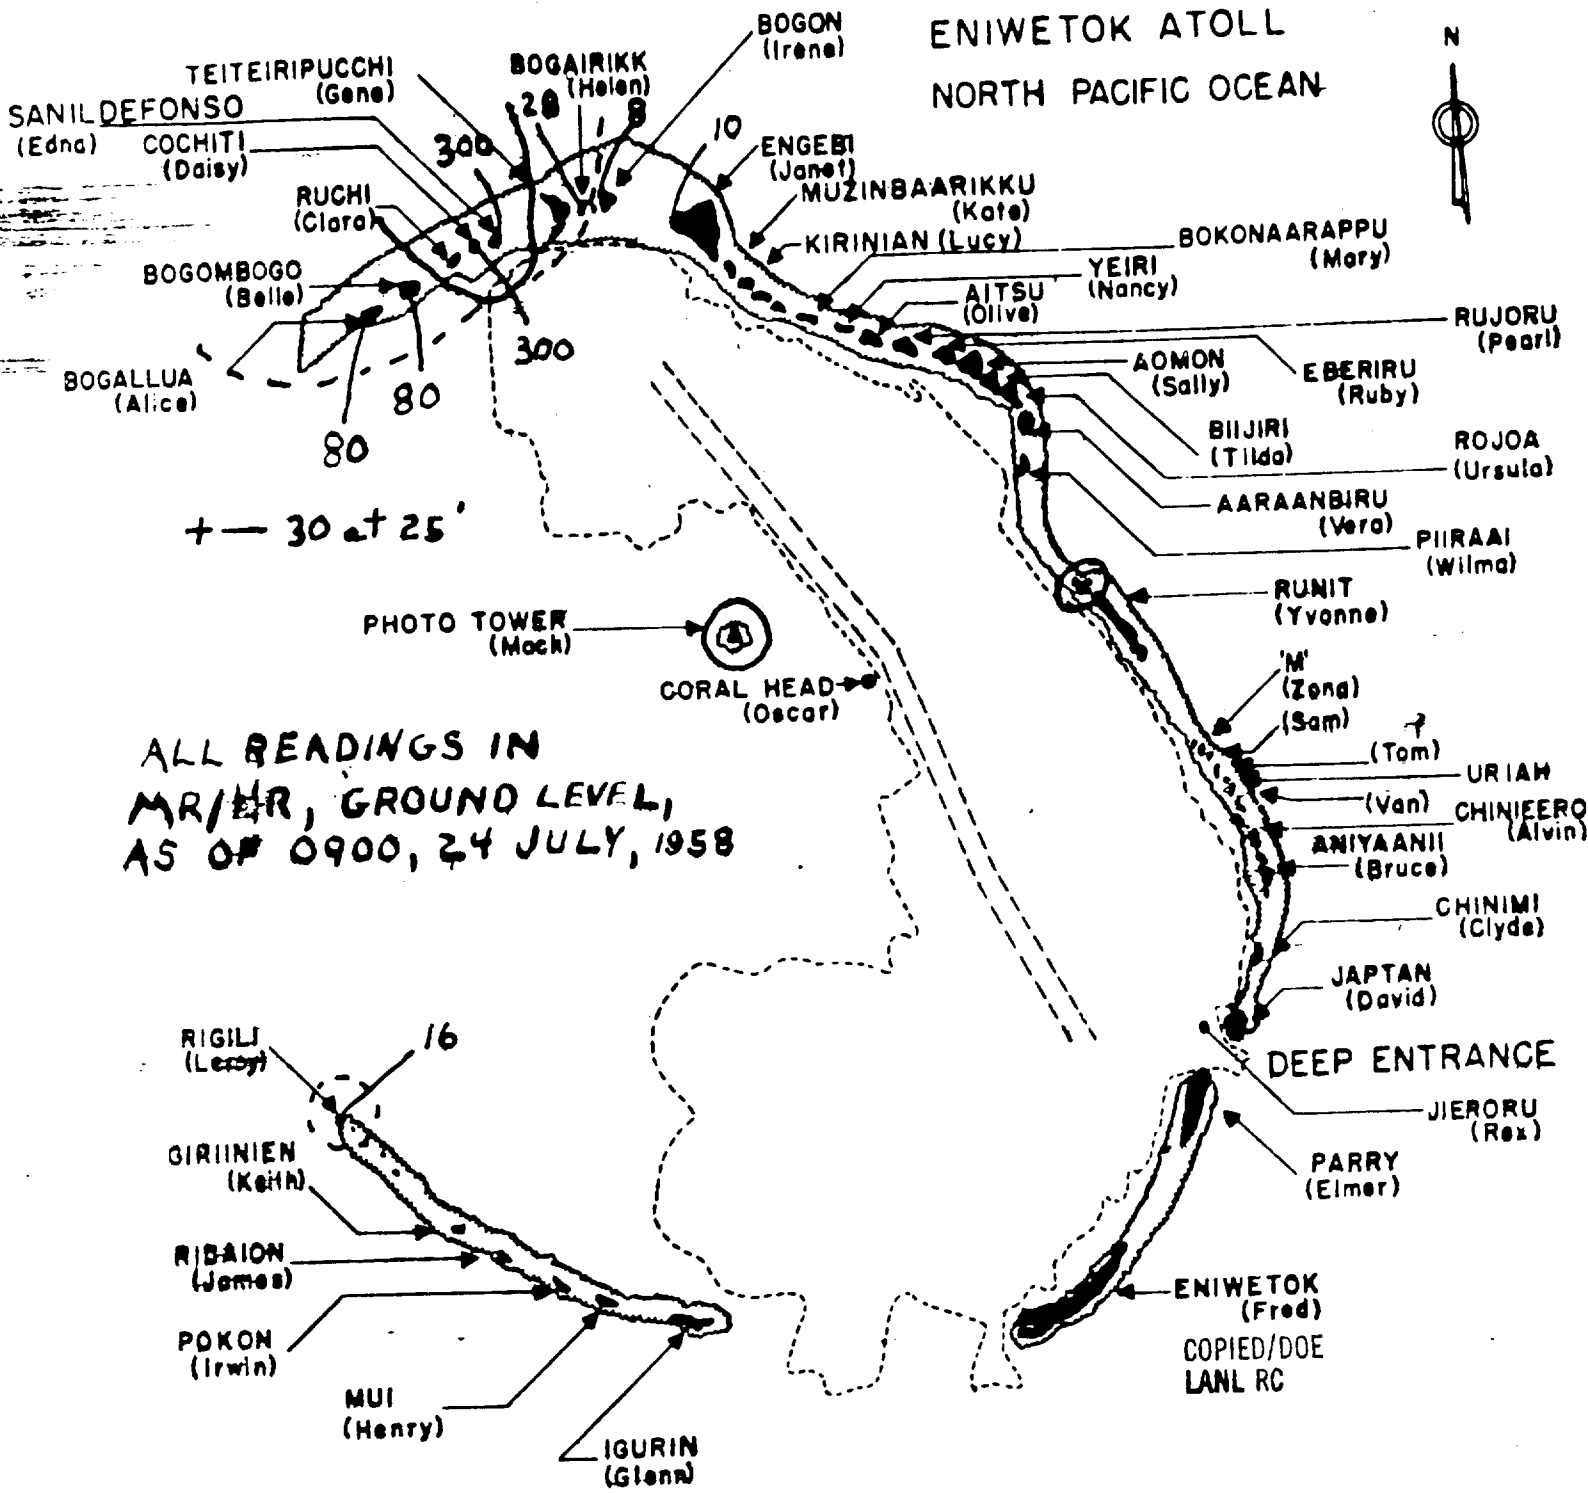 ENIWETOK ATOLL
NORTH PACIFIC OCEAN
N
BOGON
(Irene)
TEITEIRIPUCCHI
(Gene)
BOGAIRIKK
(Helen)
SANILDEFONSO
(Edna)
COCHITI
(Daisy)
RUCHI
(Clara)
BOGOMBOGO
(Belle)
BOGALLUA
(Alice)
300
28
8
10
300
80
80
ENGEBI
(Janet)
MUZINBAARIKKU
(Kate)
KIRINIAN (Lucy)
BOKONAARAPPU
(Mary)
YEIRI
(Nancy)
AITSU
(Olive)
RUJORU
(Pearl)
EBERIRU
(Ruby)
AOMON
(Sally)
BIIJIRI
(Tilda)
ROJOA
(Ursula)
AARAANBIRU
(Vera)
PIIRAAI
(Wilma)
RUNIT
(Yvonne)
+ — 30 at 25'
PHOTO TOWER
(Mack)
CORAL HEAD
(Oscar)
'M'
(Zona)
(Sam)
(Tom)
URIAH
(Van)
CHINIEERO
(Alvin)
ANIYAANII
(Bruce)
CHINIMI
(Clyde)
JAPTAN
(David)
DEEP ENTRANCE
JIERORU
(Rex)
PARRY
(Elmer)
ENIWETOK
(Fred)
COPIED/DOE
LANL RC
ALL READINGS IN
MR/HR, GROUND LEVEL,
AS OF 0900, 24 JULY, 1958
RIGILI
(Leroy)
16
GIRIINIEN
(Keith)
RIBAION
(James)
POKON
(Irwin)
MUI
(Henry)
IGURIN
(Glenn)